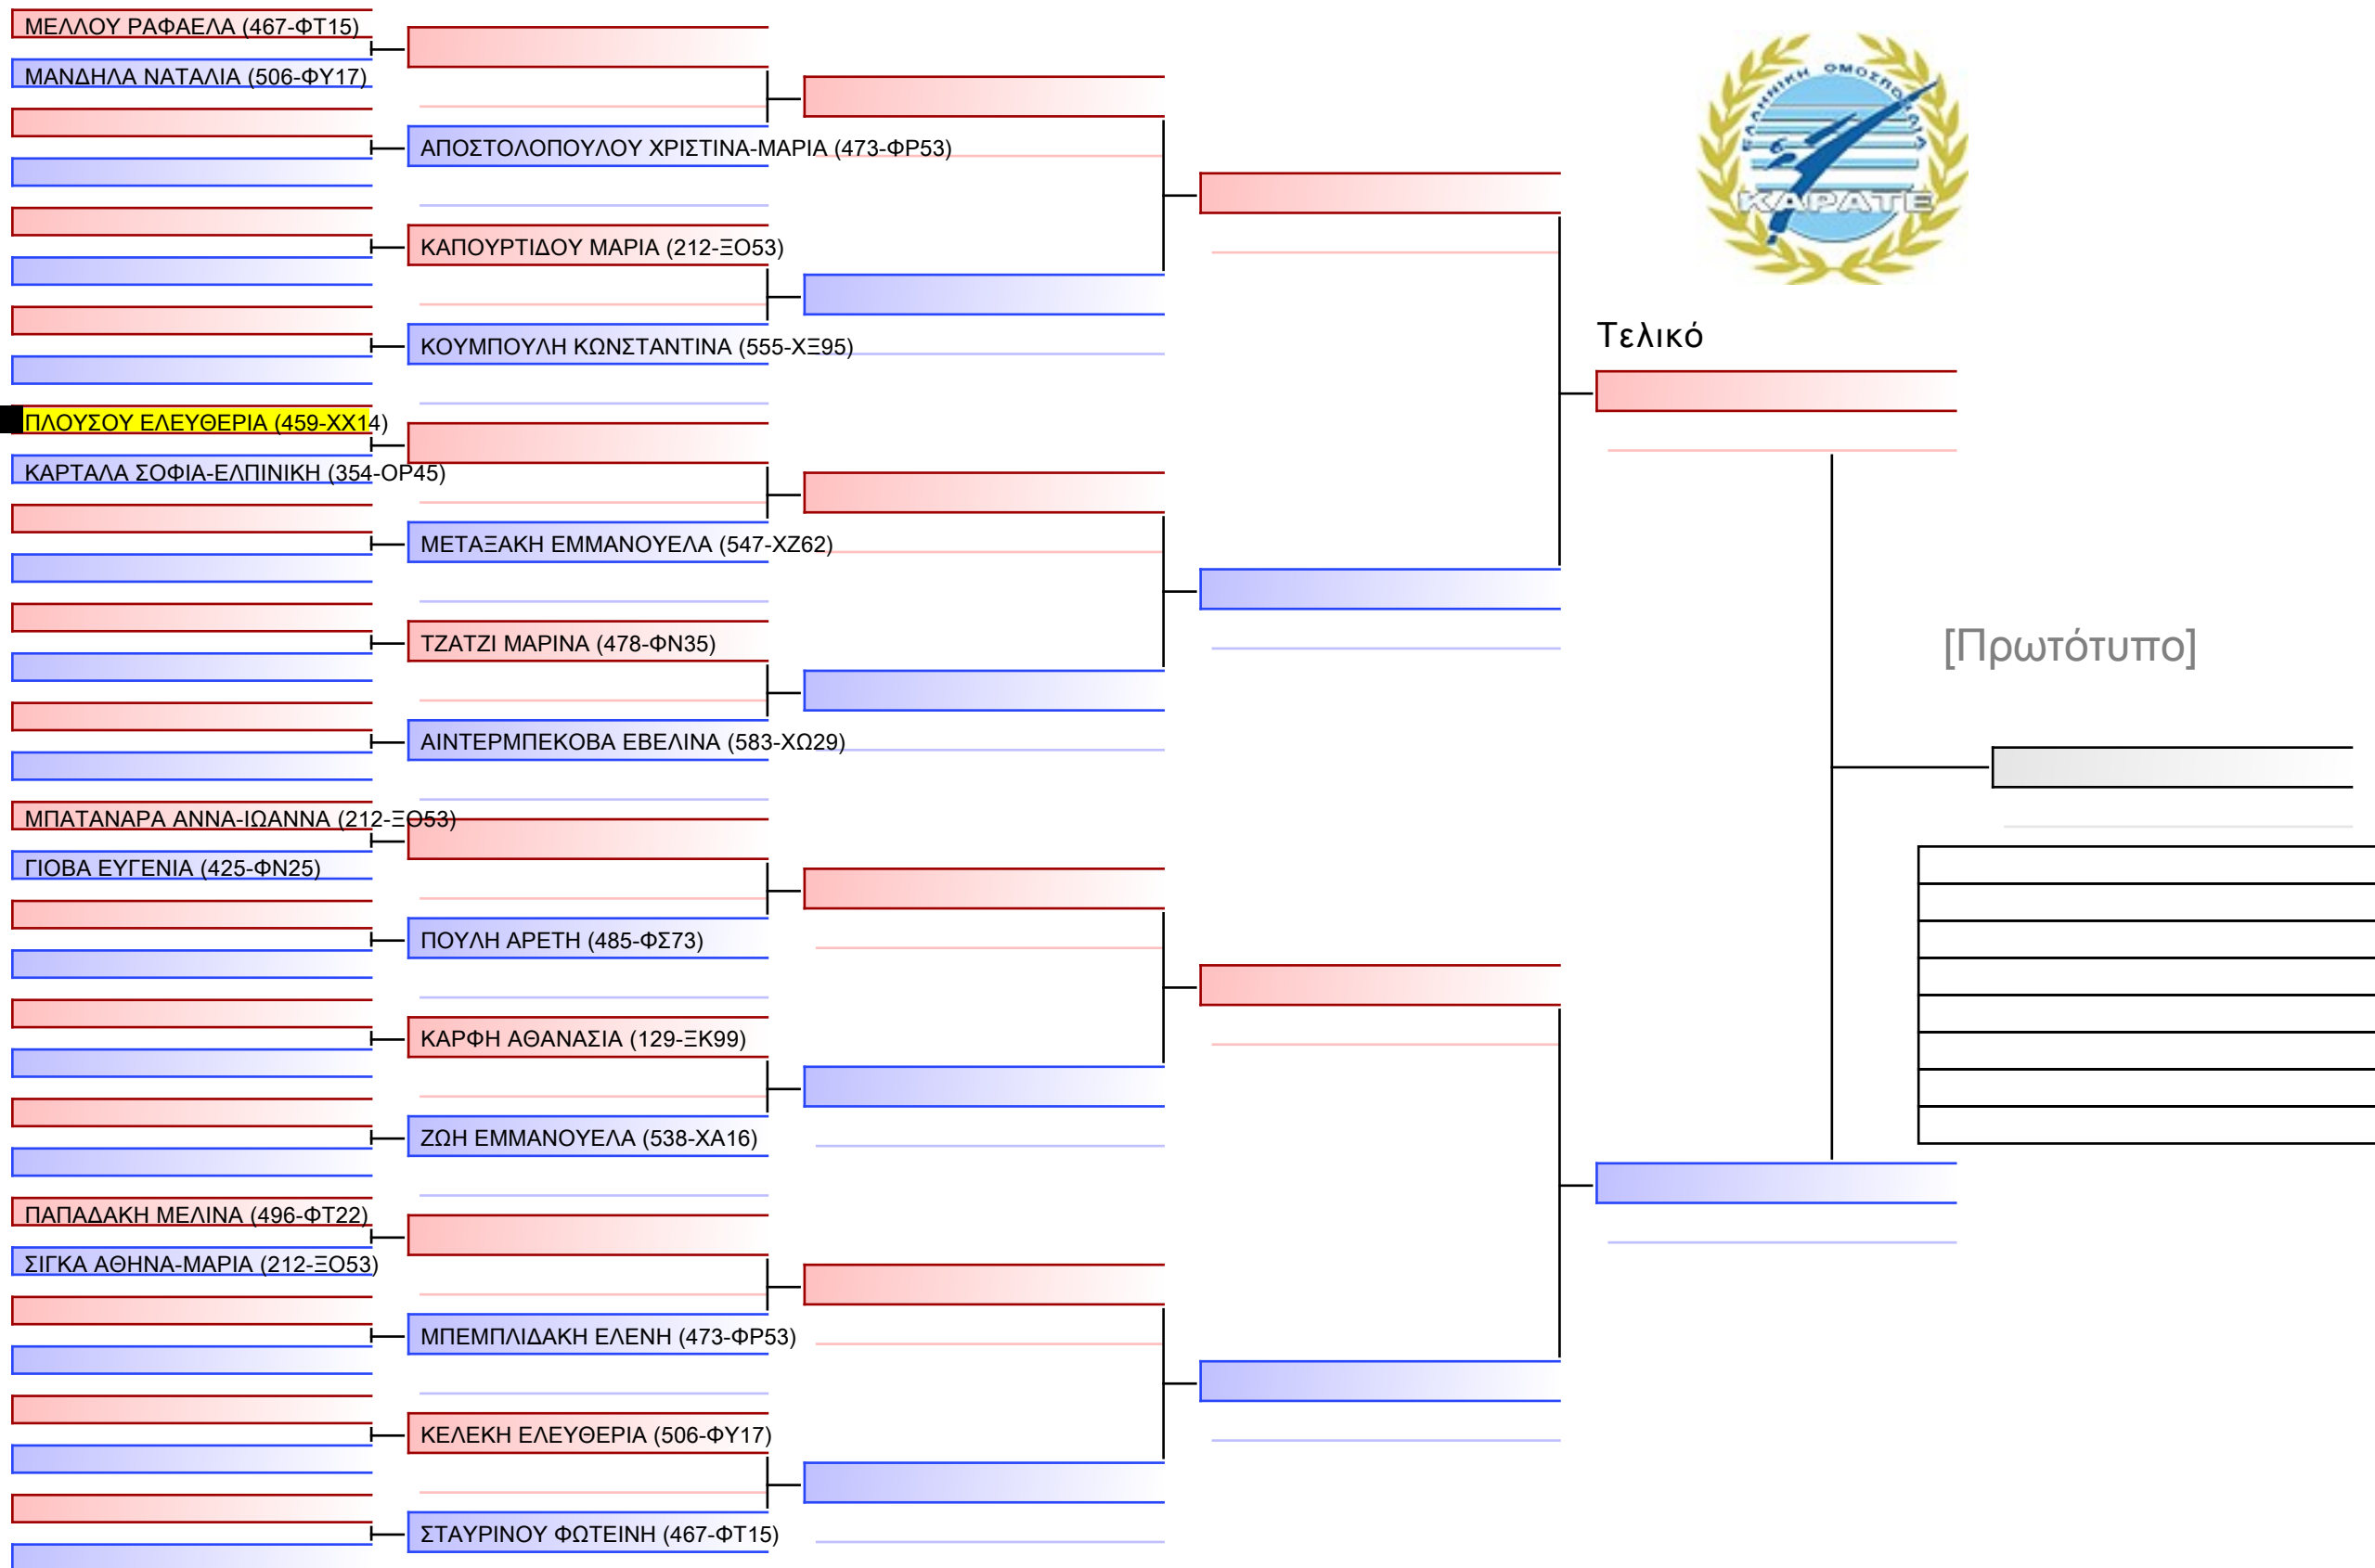 ΜΕΛΛΟΥ ΡΑΦΑΕΛΑ (467-ΦΤ15)
ΜΑΝΔΗΛΑ ΝΑΤΑΛΙΑ (506-ΦΥ17)
ΑΠΟΣΤΟΛΟΠΟΥΛΟΥ ΧΡΙΣΤΙΝΑ-ΜΑΡΙΑ (473-ΦΡ53)
ΚΑΠΟΥΡΤΙΔΟΥ ΜΑΡΙΑ (212-ΞΟ53)
ΚΟΥΜΠΟΥΛΗ ΚΩΝΣΤΑΝΤΙΝΑ (555-ΧΞ95)
ΠΛΟΥΣΟΥ ΕΛΕΥΘΕΡΙΑ (459-ΧΧ14)
ΚΑΡΤΑΛΑ ΣΟΦΙΑ-ΕΛΠΙΝΙΚΗ (354-ΟΡ45)
ΜΕΤΑΞΑΚΗ ΕΜΜΑΝΟΥΕΛΑ (547-ΧΖ62)
ΤΖΑΤΖΙ ΜΑΡΙΝΑ (478-ΦΝ35)
ΑΙΝΤΕΡΜΠΕΚΟΒΑ ΕΒΕΛΙΝΑ (583-ΧΩ29)
ΜΠΑΤΑΝΑΡΑ ΑΝΝΑ-ΙΩΑΝΝΑ (212-ΞΟ53)
ΓΙΟΒΑ ΕΥΓΕΝΙΑ (425-ΦΝ25)
ΠΟΥΛΗ ΑΡΕΤΗ (485-ΦΣ73)
ΚΑΡΦΗ ΑΘΑΝΑΣΙΑ (129-ΞΚ99)
ΖΩΗ ΕΜΜΑΝΟΥΕΛΑ (538-ΧΑ16)
ΠΑΠΑΔΑΚΗ ΜΕΛΙΝΑ (496-ΦΤ22)
ΣΙΓΚΑ ΑΘΗΝΑ-ΜΑΡΙΑ (212-ΞΟ53)
ΜΠΕΜΠΛΙΔΑΚΗ ΕΛΕΝΗ (473-ΦΡ53)
ΚΕΛΕΚΗ ΕΛΕΥΘΕΡΙΑ (506-ΦΥ17)
ΣΤΑΥΡΙΝΟΥ ΦΩΤΕΙΝΗ (467-ΦΤ15)
ΕΛΛΗΝΙΚΗ ΟΜΟΣΠΟΝΔΙΑ
ΚΑΡΑΤΕ
Τελικό
[Πρωτότυπο]